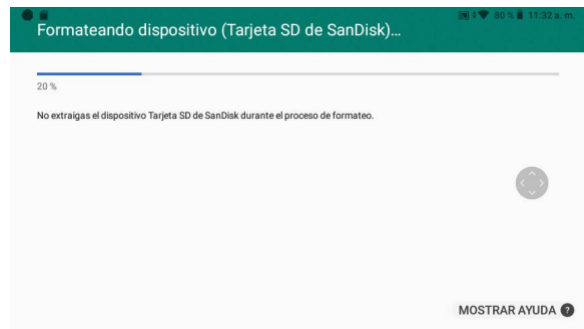 80 % 11:32 a. m.
Formateando dispositivo (Tarjeta SD de SanDisk)...
20 %
No extraigas el dispositivo Tarjeta SD de SanDisk durante el proceso de formateo.
MOSTRAR AYUDA ?